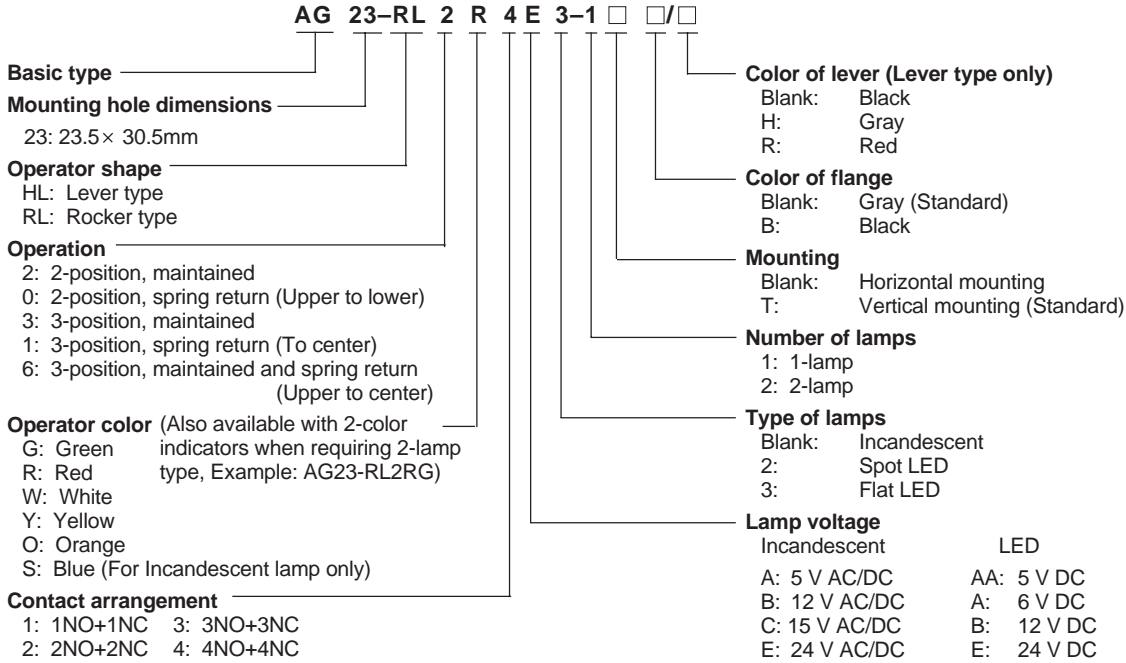 AG 23–RL 2 R 4 E 3–1 □ □/□
Basic type
Mounting hole dimensions
23: 23.5× 30.5mm
Operator shape
HL: Lever type
RL: Rocker type
Operation
2: 2-position, maintained
0: 2-position, spring return (Upper to lower)
3: 3-position, maintained
1: 3-position, spring return (To center)
6: 3-position, maintained and spring return
(Upper to center)
Operator color (Also available with 2-color
G: Green indicators when requiring 2-lamp
R: Red type, Example: AG23-RL2RG)
W: White
Y: Yellow
O: Orange
S: Blue (For Incandescent lamp only)
Contact arrangement
1: 1NO+1NC 3: 3NO+3NC
2: 2NO+2NC 4: 4NO+4NC
Color of lever (Lever type only)
Blank: Black
H: Gray
R: Red
Color of flange
Blank: Gray (Standard)
B: Black
Mounting
Blank: Horizontal mounting
T: Vertical mounting (Standard)
Number of lamps
1: 1-lamp
2: 2-lamp
Type of lamps
Blank: Incandescent
2: Spot LED
3: Flat LED
Lamp voltage
Incandescent LED
A: 5 V AC/DC AA: 5 V DC
B: 12 V AC/DC A: 6 V DC
C: 15 V AC/DC B: 12 V DC
E: 24 V AC/DC E: 24 V DC